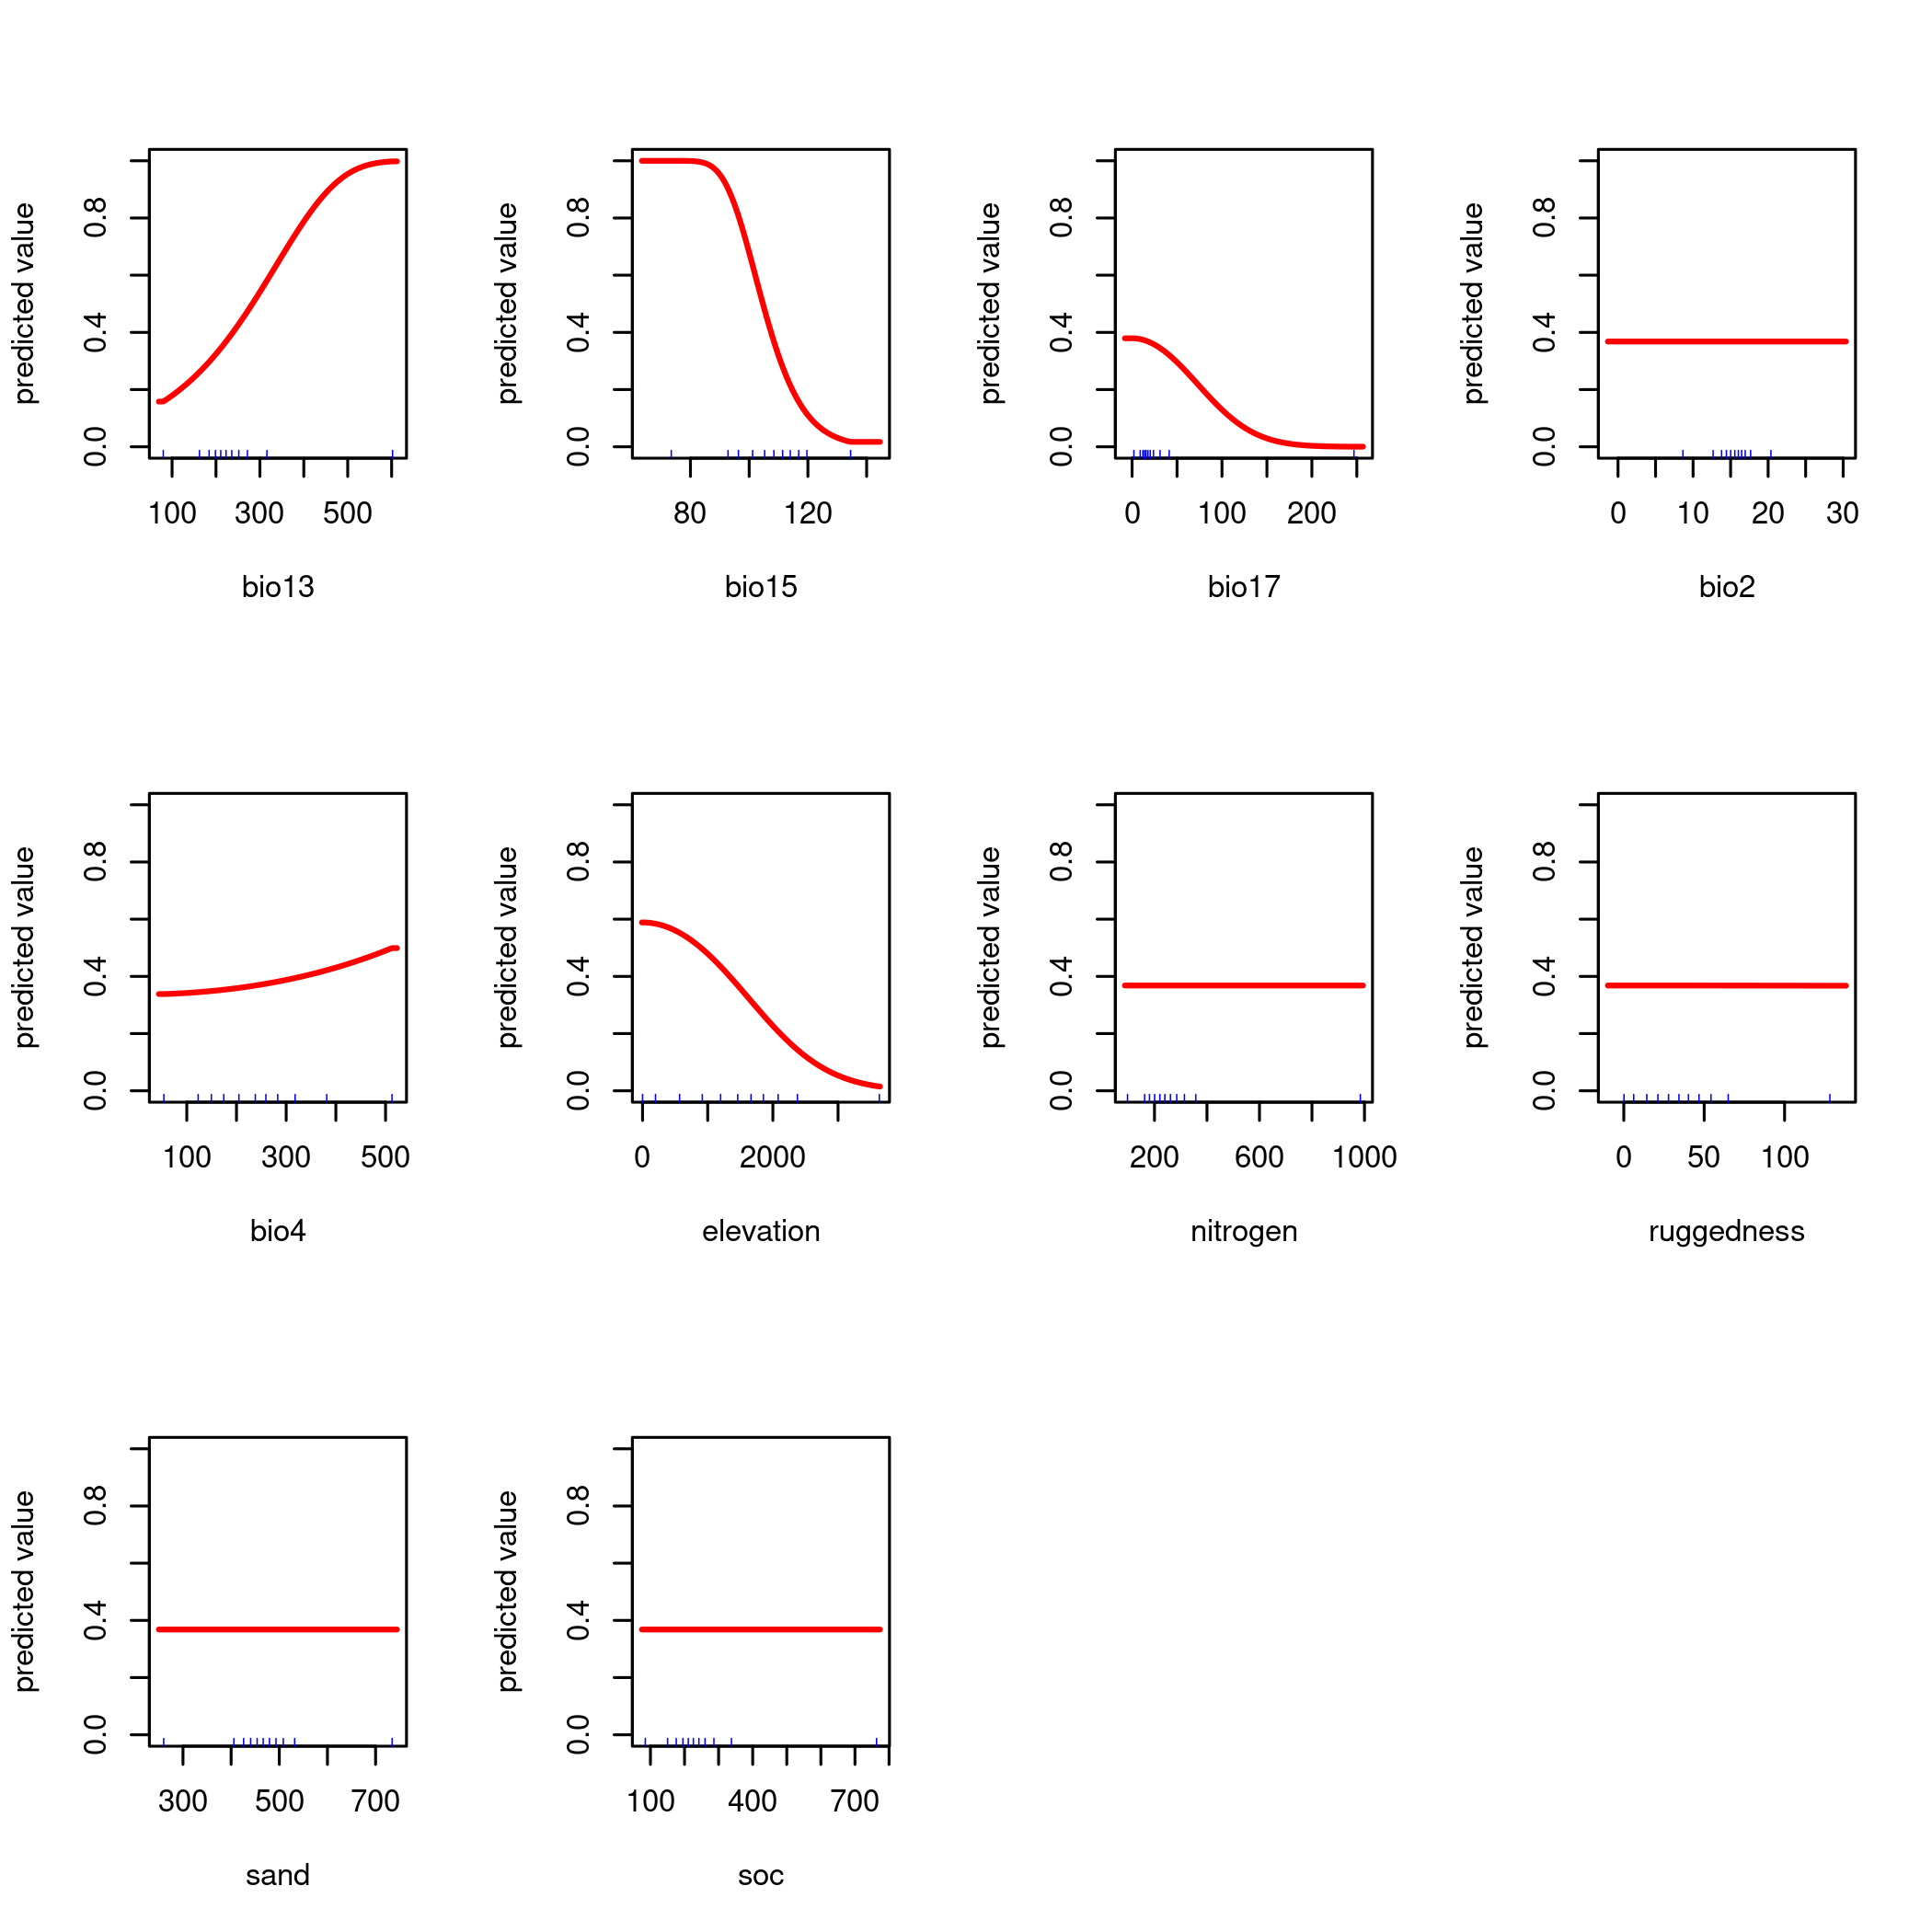 predicted value
0.0 0.4 0.8
100 300 500
bio13
predicted value
0.0 0.4 0.8
80 120
bio15
predicted value
0.0 0.4 0.8
0 100 200
bio17
predicted value
0.0 0.4 0.8
0 10 20 30
bio2
predicted value
0.0 0.4 0.8
100 300 500
bio4
predicted value
0.0 0.4 0.8
0 2000
elevation
predicted value
0.0 0.4 0.8
200 600 1000
nitrogen
predicted value
0.0 0.4 0.8
0 50 100
ruggedness
predicted value
0.0 0.4 0.8
300 500 700
sand
predicted value
0.0 0.4 0.8
100 400 700
soc